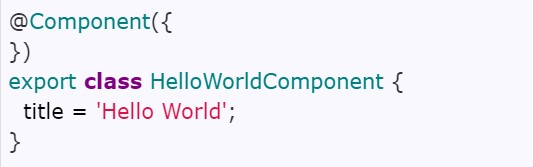 @Component({
})
export class HelloWorldComponent {
  title = 'Hello World';
}